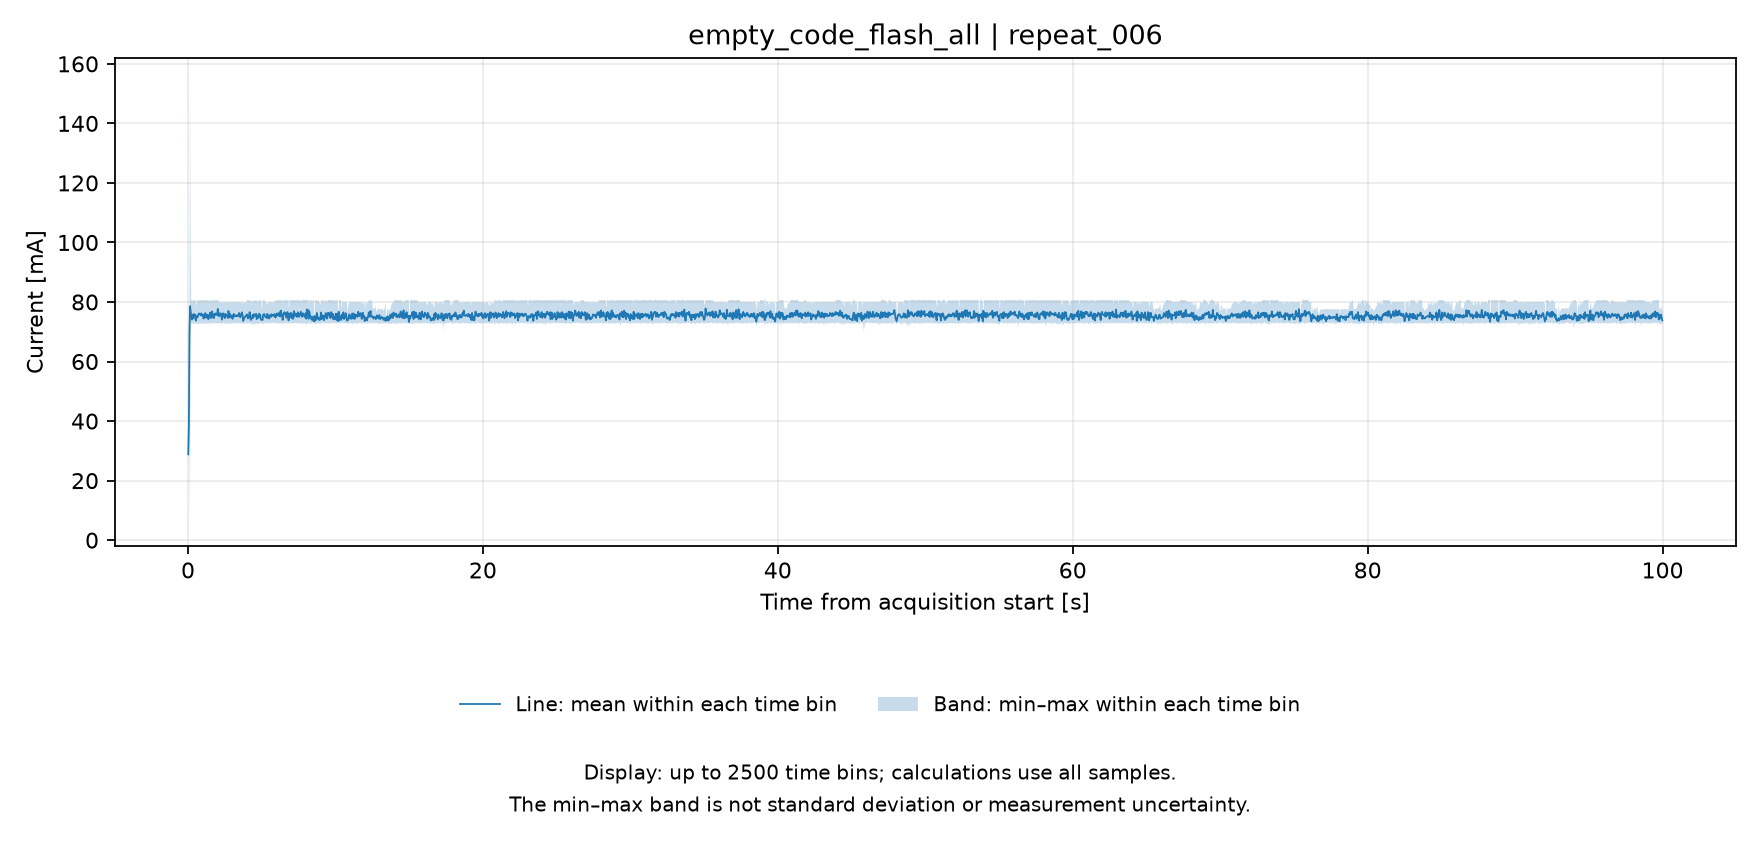 empty_code_flash_all | repeat_006
160
140
120
100
80
60
40
20
0
Current [mA]
0 20 40 60 80 100
Time from acquisition start [s]
Line: mean within each time bin Band: min–max within each time bin
Display: up to 2500 time bins; calculations use all samples.
The min–max band is not standard deviation or measurement uncertainty.